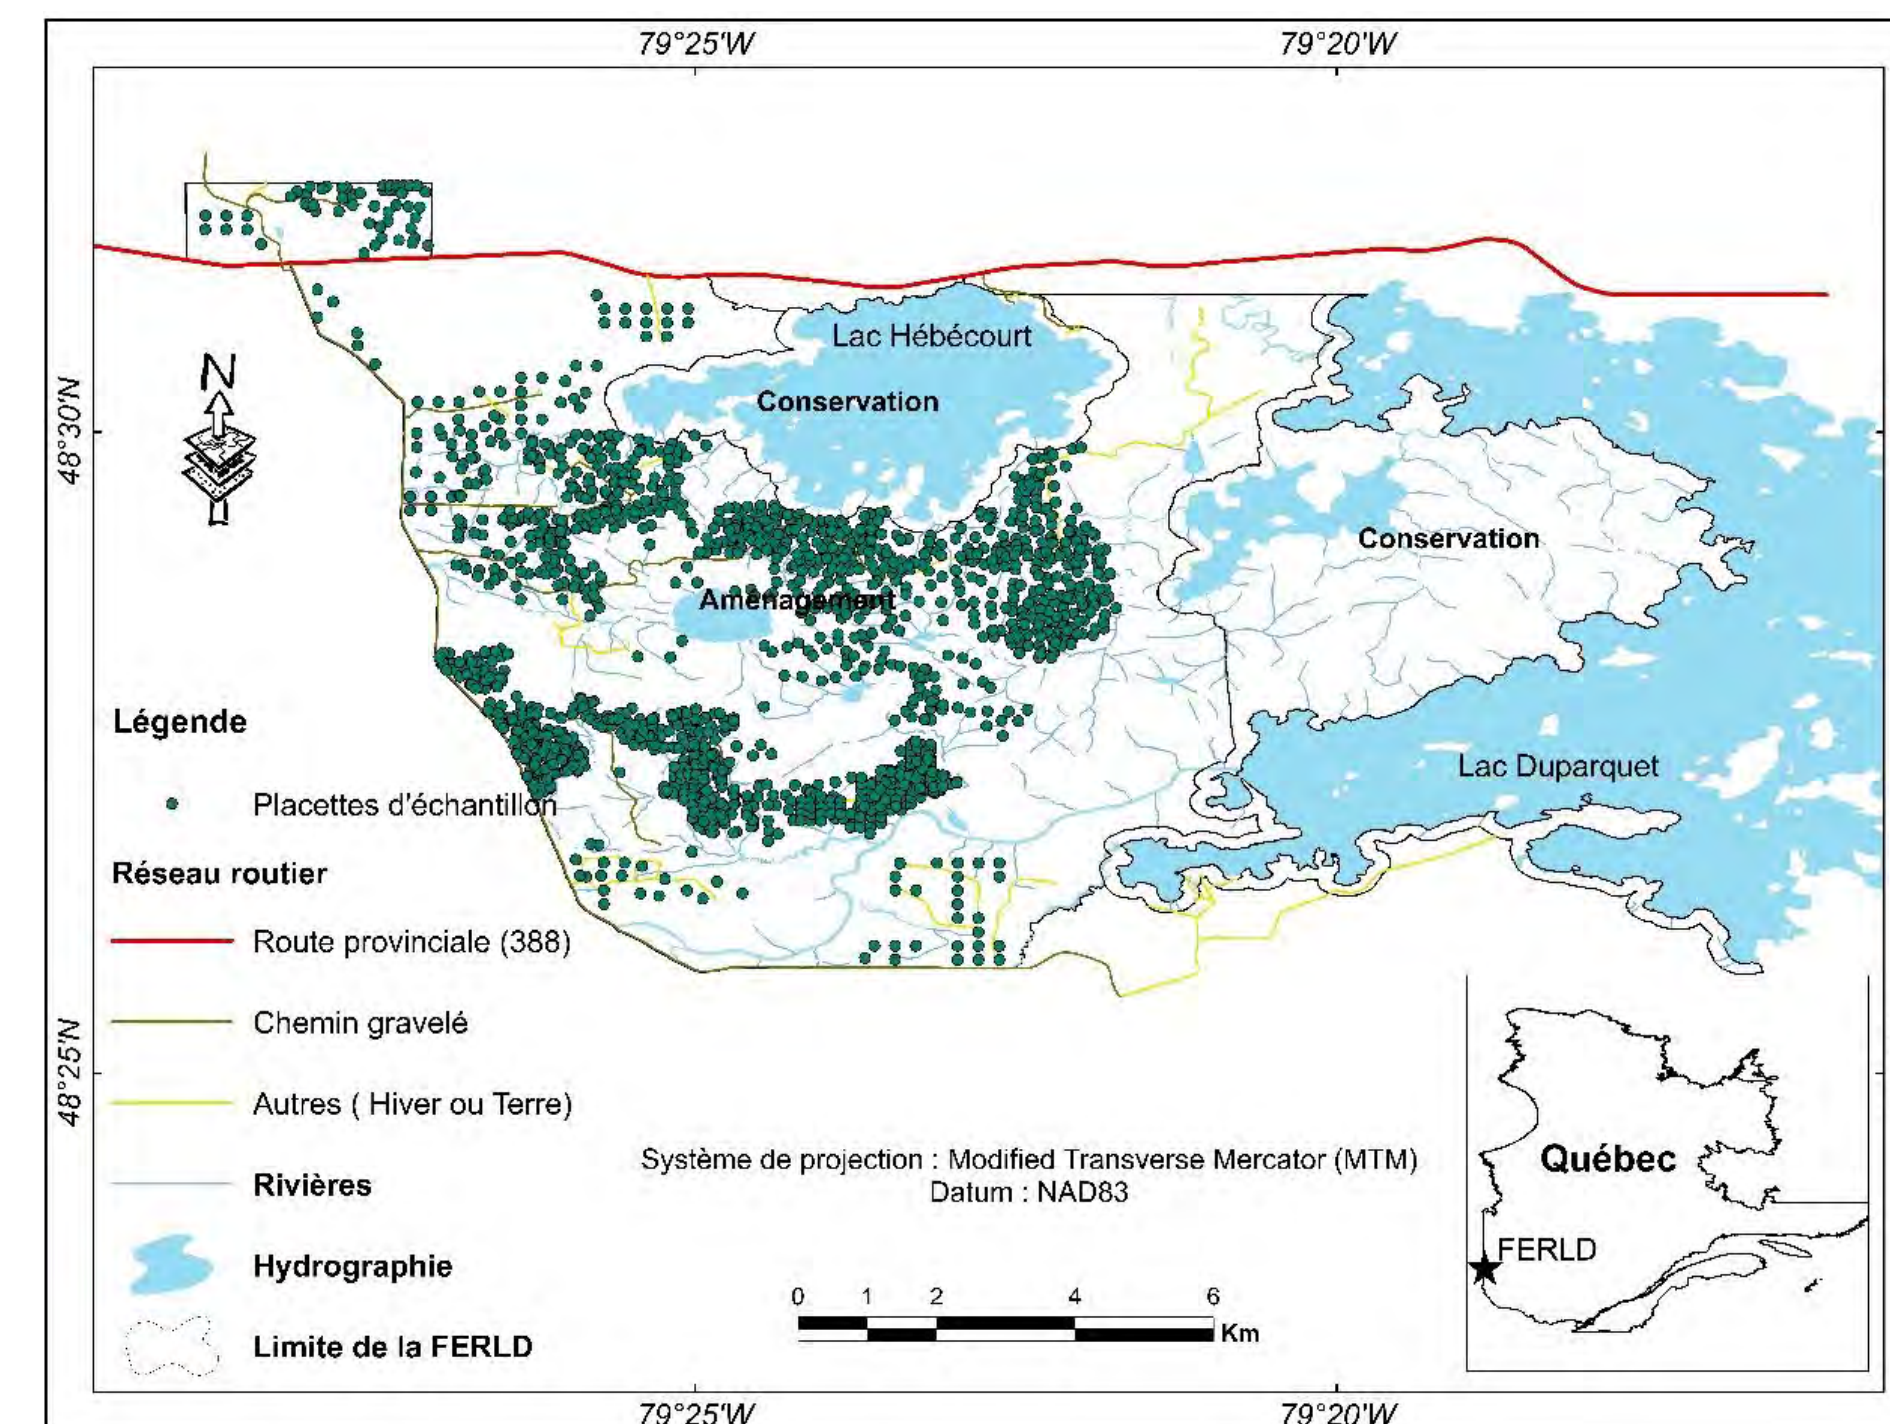 79°25'W 79°20'W
48°30'N
48°25'N
N
Lac Hébécourt
Conservation
Conservation
Aménagement
Lac Duparquet
Légende
Placettes d'échantillon
Réseau routier
Route provinciale (388)
Chemin gravelé
Autres ( Hiver ou Terre)
Rivières
Hydrographie
Limite de la FERLD
Système de projection : Modified Transverse Mercator (MTM)
Datum : NAD83
0 1 2 4 6
Km
Québec
FERLD
79°25'W 79°20'W